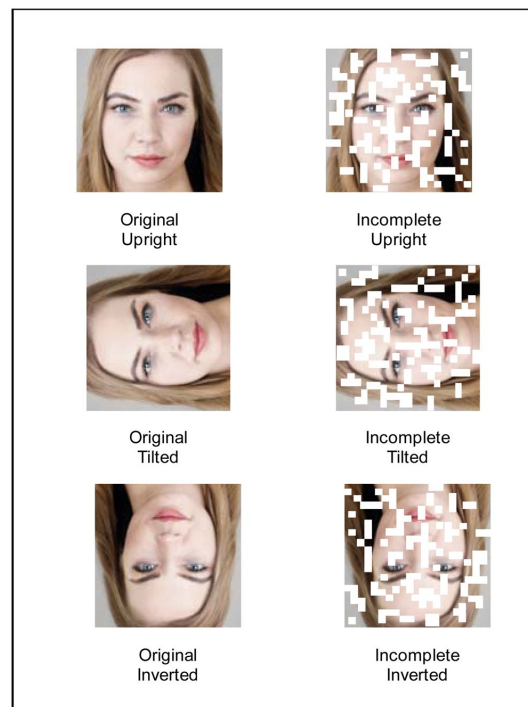 Original
Upright
Incomplete
Upright
Original
Tilted
Incomplete
Tilted
Original
Inverted
Incomplete
Inverted